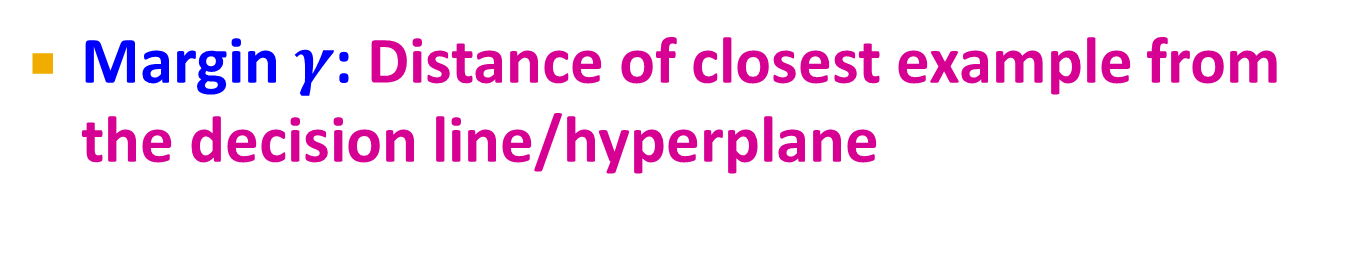 ▪ Margin 𝜸: Distance of closest example from
the decision line/hyperplane